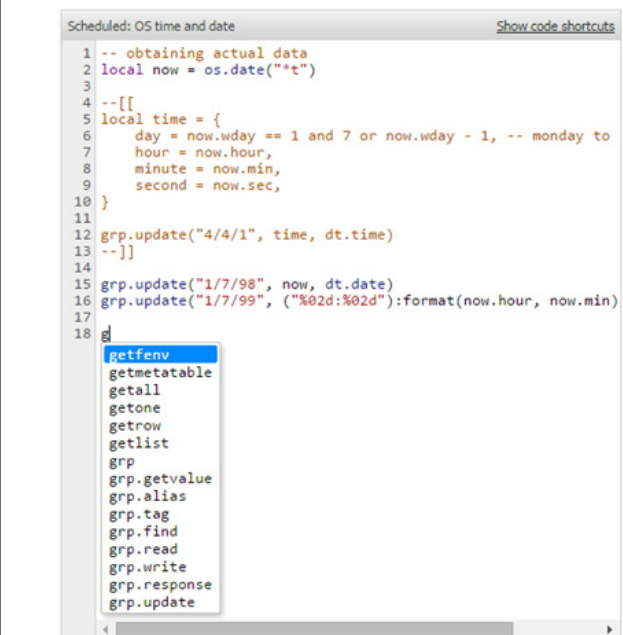 Scheduled: OS time and date Show code shortcuts
1 -- obtaining actual data
2 local now = os.date("*t")
3
4 --[[
5 local time = {
6     day = now.wday == 1 and 7 or now.wday - 1, -- monday to
7     hour = now.hour,
8     minute = now.min,
9     second = now.sec,
10 }
11
12 grp.update("4/4/1", time, dt.time)
13 --]]
14
15 grp.update("1/7/98", now, dt.date)
16 grp.update("1/7/99", ("%02d:%02d"):format(now.hour, now.min)
17
18 g
getfenv
getmetatable
getall
getone
getrow
getlist
grp
grp.getvalue
grp.alias
grp.tag
grp.find
grp.read
grp.write
grp.response
grp.update